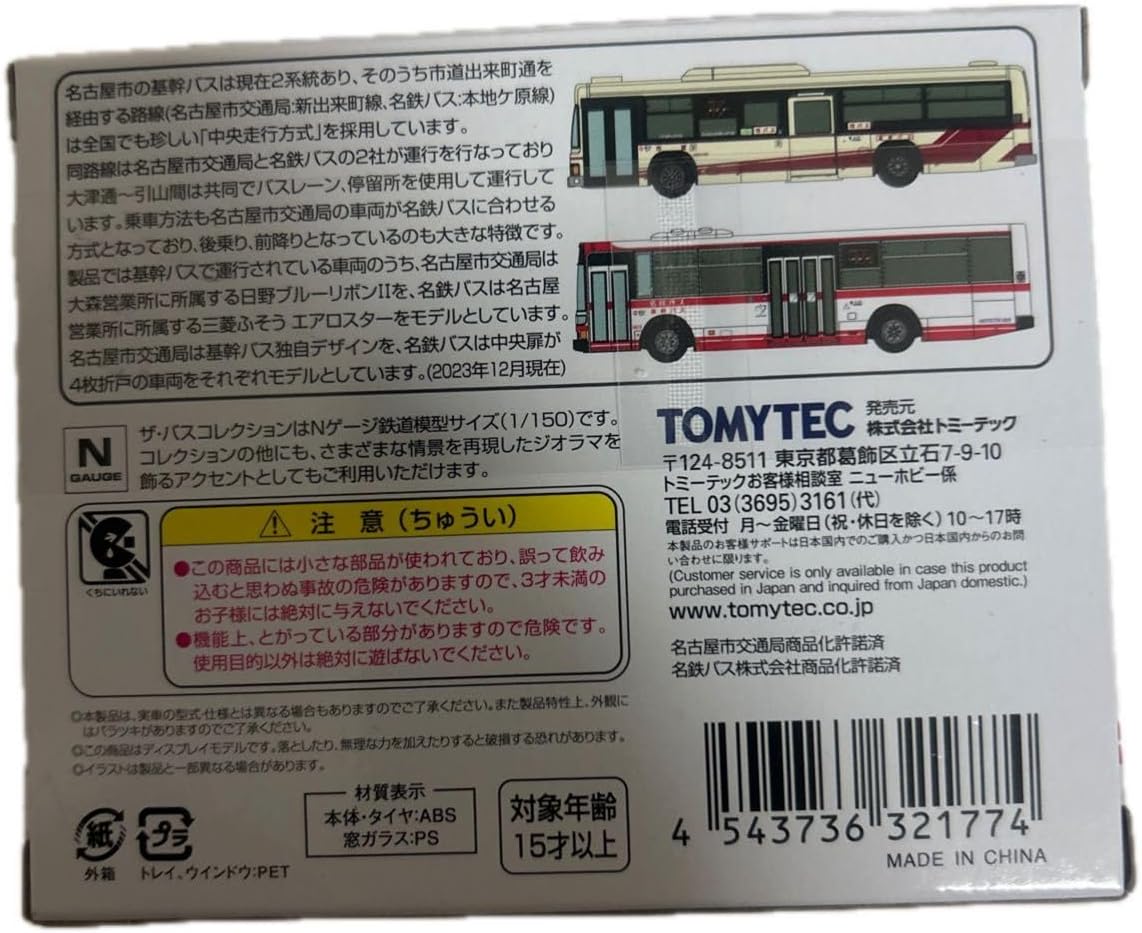 名古屋市の基幹バスは現在2系統あり、そのうち市道出来町通を
経由する路線(名古屋市交通局:新出来町線、名鉄バス:本地ケ原線)
は全国でも珍しい「中央走行方式」を採用しています。
同路線は名古屋市交通局と名鉄バスの2社が運行を行なっており
大津通～引山間は共同でバスレーン、停留所を使用して運行して
います。乗車方法も名古屋市交通局の車両が名鉄バスに合わせる
方式となっており、後乗り、前降りとなっているのも大きな特徴です。
製品では基幹バスで運行されている車両のうち、名古屋市交通局は
大森営業所に所属する日野ブルーリボンIIを、名鉄バスは名古屋
営業所に所属する三菱ふそう エアロスターをモデルとしています。
名古屋市交通局は基幹バス独自デザインを、名鉄バスは中央扉が
4枚折戸の車両をそれぞれモデルとしています。(2023年12月現在)
N
GAUGE
ザ・バスコレクションはNゲージ鉄道模型サイズ(1/150)です。
コレクションの他にも、さまざまな情景を再現したジオラマを
飾るアクセントとしてもご利用いただけます。
くちにいれない
注 意(ちゅうい)
●この商品には小さな部品が使われており、誤って飲み
込むと思わぬ事故の危険がありますので、3才未満の
お子様には絶対に与えないでください。
●機能上、とがっている部分がありますので危険です。
使用目的以外は絶対に遊ばないでください。
◎本製品は、実車の型式・仕様とは異なる場合もありますのでご了承ください。また製品特性上、外観に
はバラツキがありますのでご了承ください。
◎この商品はディスプレイモデルです。落としたり、無理な力を加えたりすると破損する恐れがあります。
◎イラストは製品と一部異なる場合があります。
紙
外箱
プラ
トレイ、ウインドウ:PET
材質表示
本体・タイヤ:ABS
窓ガラス:PS
対象年齢
15才以上
TOMYTEC
発売元
株式会社トミーテック
〒124-8511 東京都葛飾区立石7-9-10
トミーテックお客様相談室 ニューホビー係
TEL 03(3695)3161(代)
電話受付 月～金曜日(祝・休日を除く) 10～17時
本製品のお客様サポートは日本国内でのご購入かつ日本国内からのお問
い合わせに限ります。
(Customer service is only available in case this product
purchased in Japan and inquired from Japan domestic.)
www.tomytec.co.jp
名古屋市交通局商品化許諾済
名鉄バス株式会社商品化許諾済
4 543736 321774
MADE IN CHINA